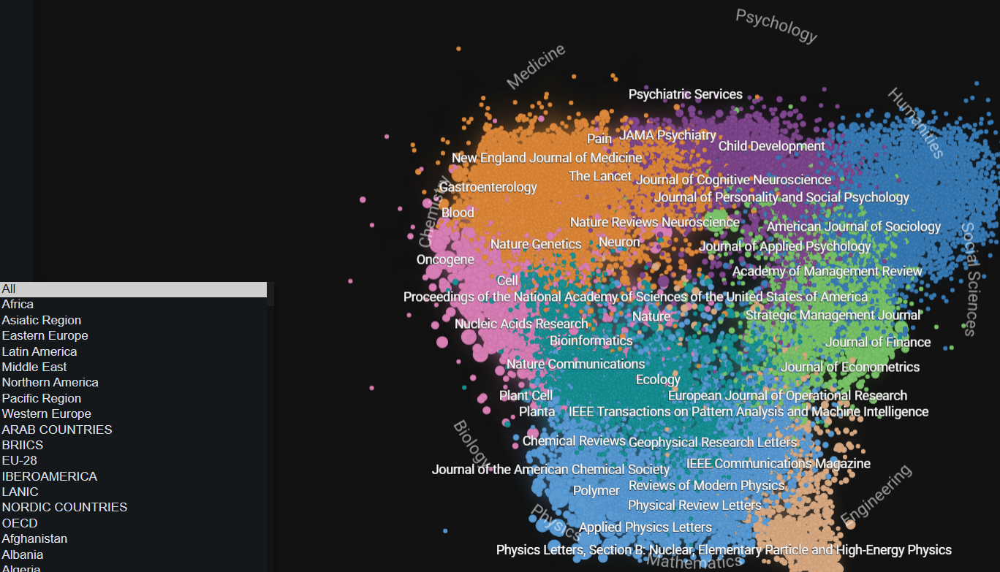 Psychology
Medicine
Humanities
Chemistry
Social Sciences
Biology
Engineering
Physics
Mathematics
Psychiatric Services
Pain
JAMA Psychiatry
Child Development
New England Journal of Medicine
The Lancet
Journal of Cognitive Neuroscience
Gastroenterology
Journal of Personality and Social Psychology
Blood
Nature Reviews Neuroscience
American Journal of Sociology
Nature Genetics
Neuron
Journal of Applied Psychology
Oncogene
Academy of Management Review
Cell
Proceedings of the National Academy of Sciences of the United States of America
Nature
Strategic Management Journal
Nucleic Acids Research
Bioinformatics
Journal of Finance
Nature Communications
Journal of Econometrics
Ecology
Plant Cell
European Journal of Operational Research
Planta
IEEE Transactions on Pattern Analysis and Machine Intelligence
Chemical Reviews
Geophysical Research Letters
Journal of the American Chemical Society
IEEE Communications Magazine
Polymer
Reviews of Modern Physics
Physical Review Letters
Applied Physics Letters
Physics Letters, Section B: Nuclear, Elementary Particle and High-Energy Physics
All
Africa
Asiatic Region
Eastern Europe
Latin America
Middle East
Northern America
Pacific Region
Western Europe
ARAB COUNTRIES
BRIICS
EU-28
IBEROAMERICA
LANIC
NORDIC COUNTRIES
OECD
Afghanistan
Albania
Algeria